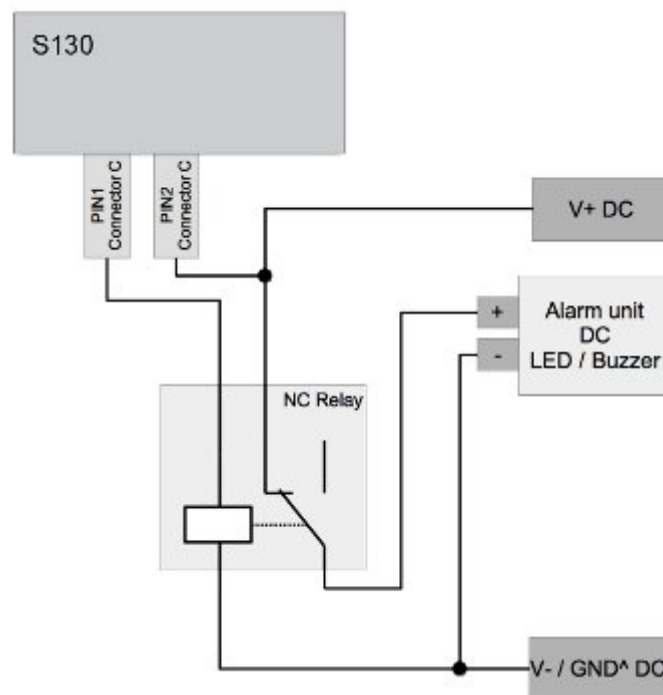 S130
PIN1
Connector C
PIN2
Connector C
V+ DC
+
Alarm unit
DC
-
LED / Buzzer
NC Relay
V- / GND^ DC